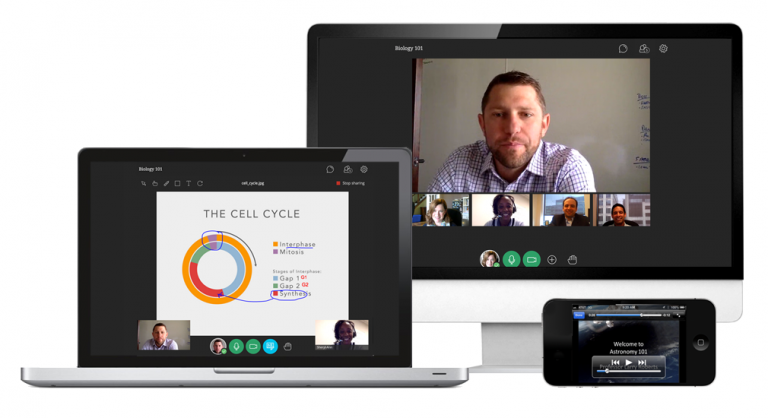 Biology 101
Biology 101
cell_cycle.jpg
Stop sharing
THE CELL CYCLE
Interphase
Mitosis
Stages of Interphase:
Gap 1 G1
Gap 2 G2
Synthesis
Welcome to
Astronomy 101